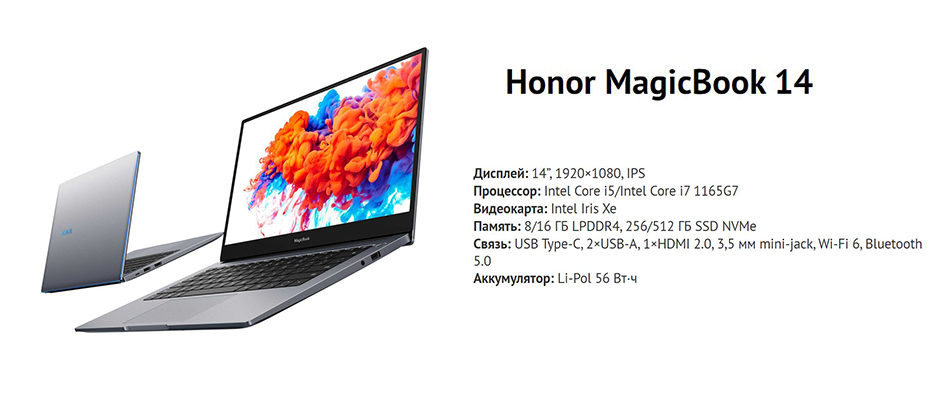 Honor MagicBook 14
Дисплей: 14", 1920×1080, IPS
Процессор: Intel Core i5/Intel Core i7 1165G7
Видеокарта: Intel Iris Xe
Память: 8/16 ГБ LPDDR4, 256/512 ГБ SSD NVMe
Связь: USB Type-C, 2×USB-A, 1×HDMI 2.0, 3,5 мм mini-jack, Wi-Fi 6, Bluetooth
5.0
Аккумулятор: Li-Pol 56 Вт·ч
MagicBook
HONOR